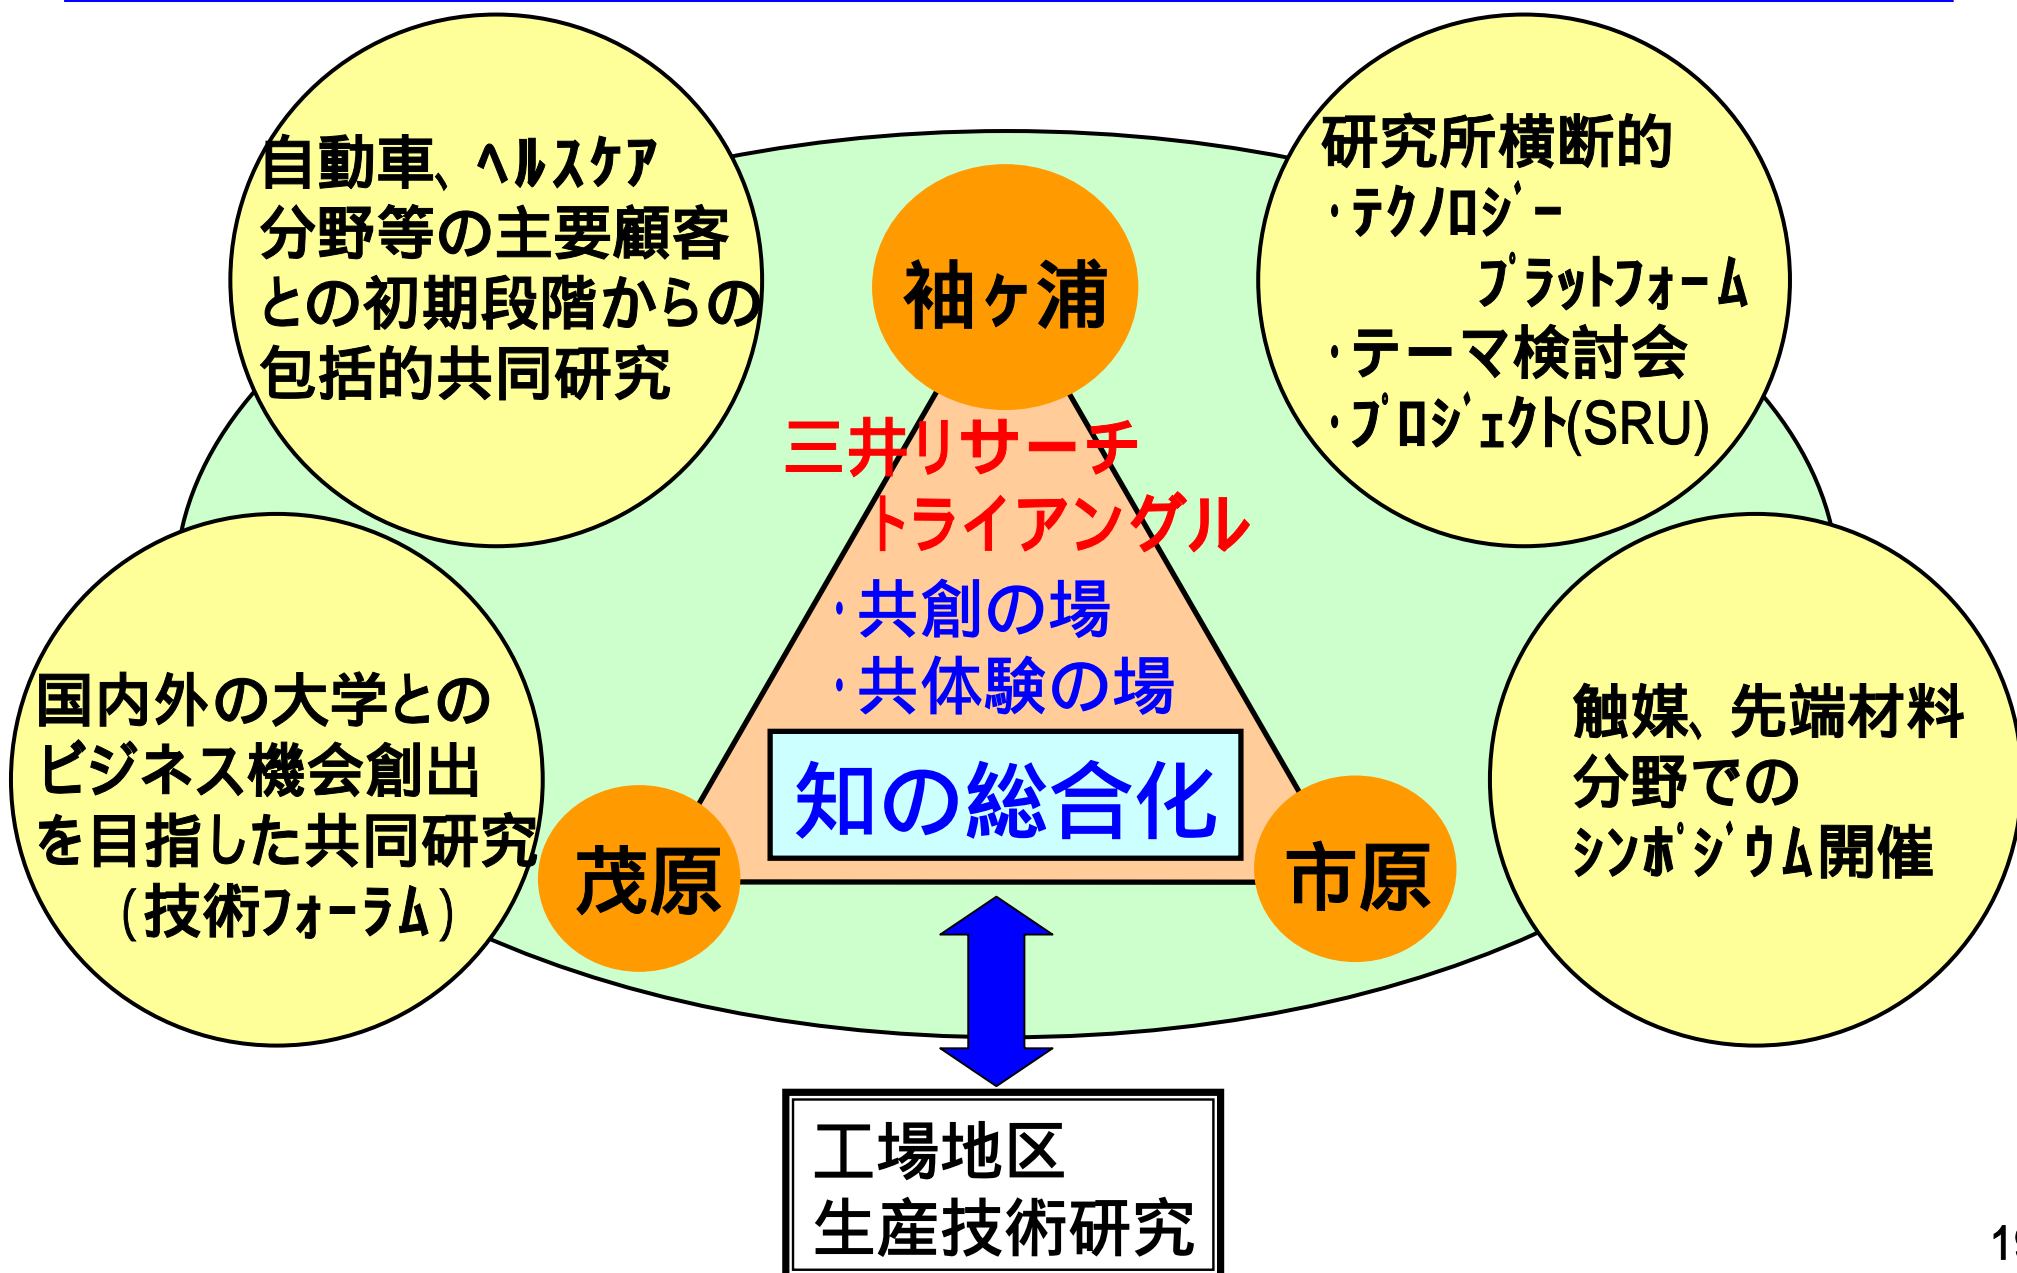 自動車、ﾍﾙｽｹｱ
分野等の主要顧客
との初期段階からの
包括的共同研究
研究所横断的
・ﾃｸﾉﾛｼﾞｰ
ﾌﾟﾗｯﾄﾌｫｰﾑ
・テーマ検討会
・ﾌﾟﾛｼﾞｪｸﾄ(SRU)
袖ヶ浦
三井リサーチ
トライアングル
・共創の場
・共体験の場
知の総合化
国内外の大学との
ビジネス機会創出
を目指した共同研究
(技術ﾌｫｰﾗﾑ)
触媒、先端材料
分野での
ｼﾝﾎﾟｼﾞｳﾑ開催
茂原
市原
工場地区
生産技術研究
19